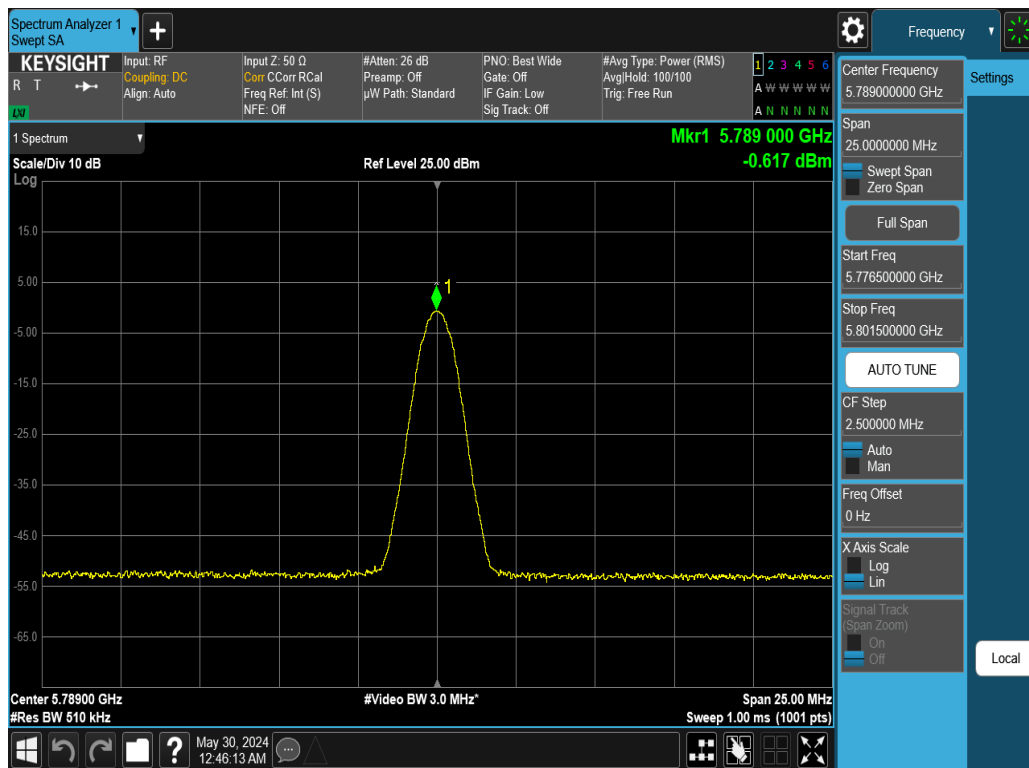 Spectrum Analyzer 1
Swept SA
+
Frequency
KEYSIGHT
R T
LXI
Input: RF
Coupling: DC
Align: Auto
Input Z: 50 Ω
Corr CCorr RCal
Freq Ref: Int (S)
NFE: Off
#Atten: 26 dB
Preamp: Off
µW Path: Standard
PNO: Best Wide
Gate: Off
IF Gain: Low
Sig Track: Off
#Avg Type: Power (RMS)
Avg|Hold: 100/100
Trig: Free Run
1 2 3 4 5 6
A W W W W W
A N N N N N
Center Frequency
5.789000000 GHz
Settings
Span
25.0000000 MHz
Swept Span
Zero Span
Full Span
Start Freq
5.776500000 GHz
Stop Freq
5.801500000 GHz
AUTO TUNE
CF Step
2.500000 MHz
Auto
Man
Freq Offset
0 Hz
X Axis Scale
Log
Lin
Signal Track
(Span Zoom)
On
Off
Local
1 Spectrum
Mkr1 5.789 000 GHz
Scale/Div 10 dB
Ref Level 25.00 dBm
-0.617 dBm
Log
15.0
5.00
1
-5.00
-15.0
-25.0
-35.0
-45.0
-55.0
-65.0
Center 5.78900 GHz
#Video BW 3.0 MHz*
Span 25.00 MHz
#Res BW 510 kHz
Sweep 1.00 ms (1001 pts)
?
May 30, 2024
12:46:13 AM